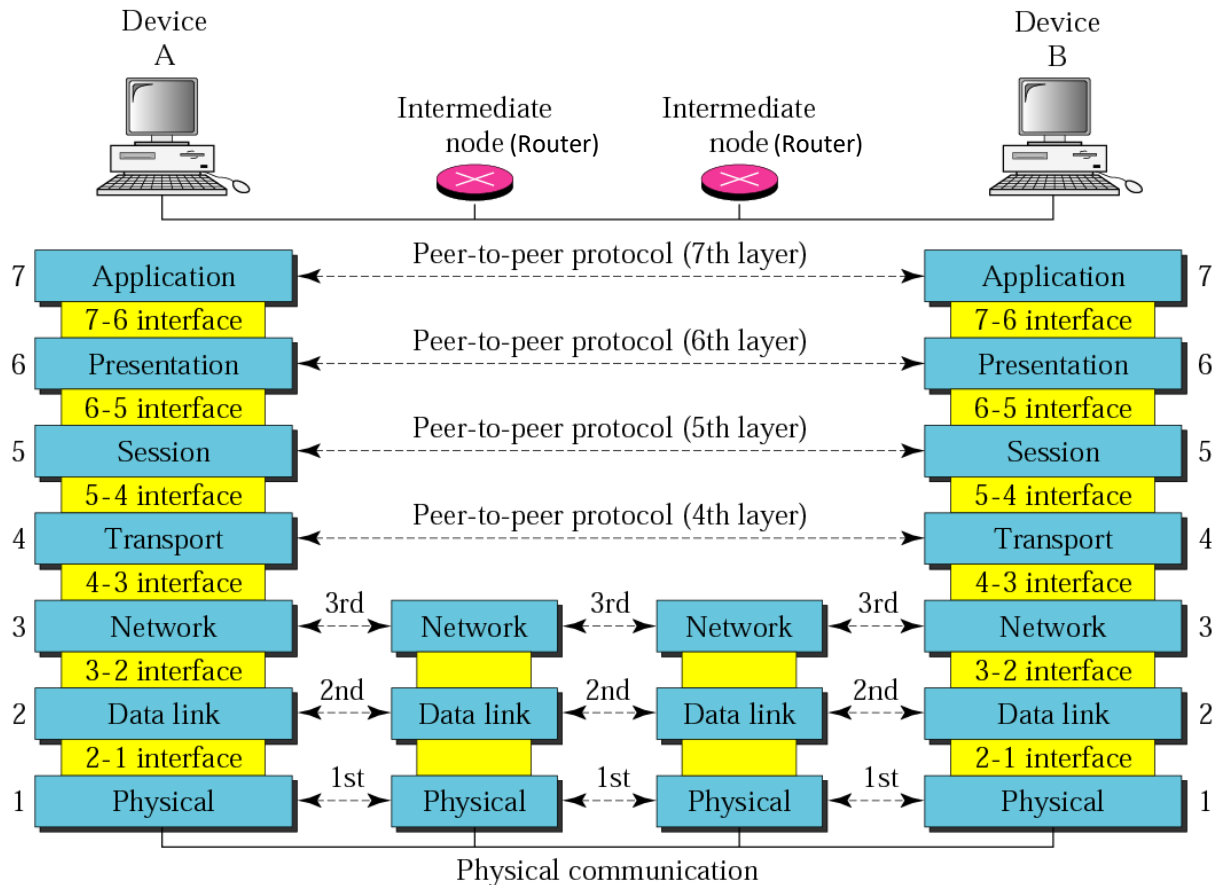 Device
A
Device
B
Intermediate
node (Router)
Intermediate
node (Router)
Peer-to-peer protocol (7th layer)
7 Application Application 7
7-6 interface 7-6 interface
Peer-to-peer protocol (6th layer)
6 Presentation Presentation 6
6-5 interface 6-5 interface
Peer-to-peer protocol (5th layer)
5 Session Session 5
5-4 interface 5-4 interface
Peer-to-peer protocol (4th layer)
4 Transport Transport 4
4-3 interface 4-3 interface
3rd 3rd 3rd
3 Network Network Network Network 3
3-2 interface 3-2 interface
2nd 2nd 2nd
2 Data link Data link Data link Data link 2
2-1 interface 2-1 interface
1st 1st 1st
1 Physical Physical Physical Physical 1
Physical communication